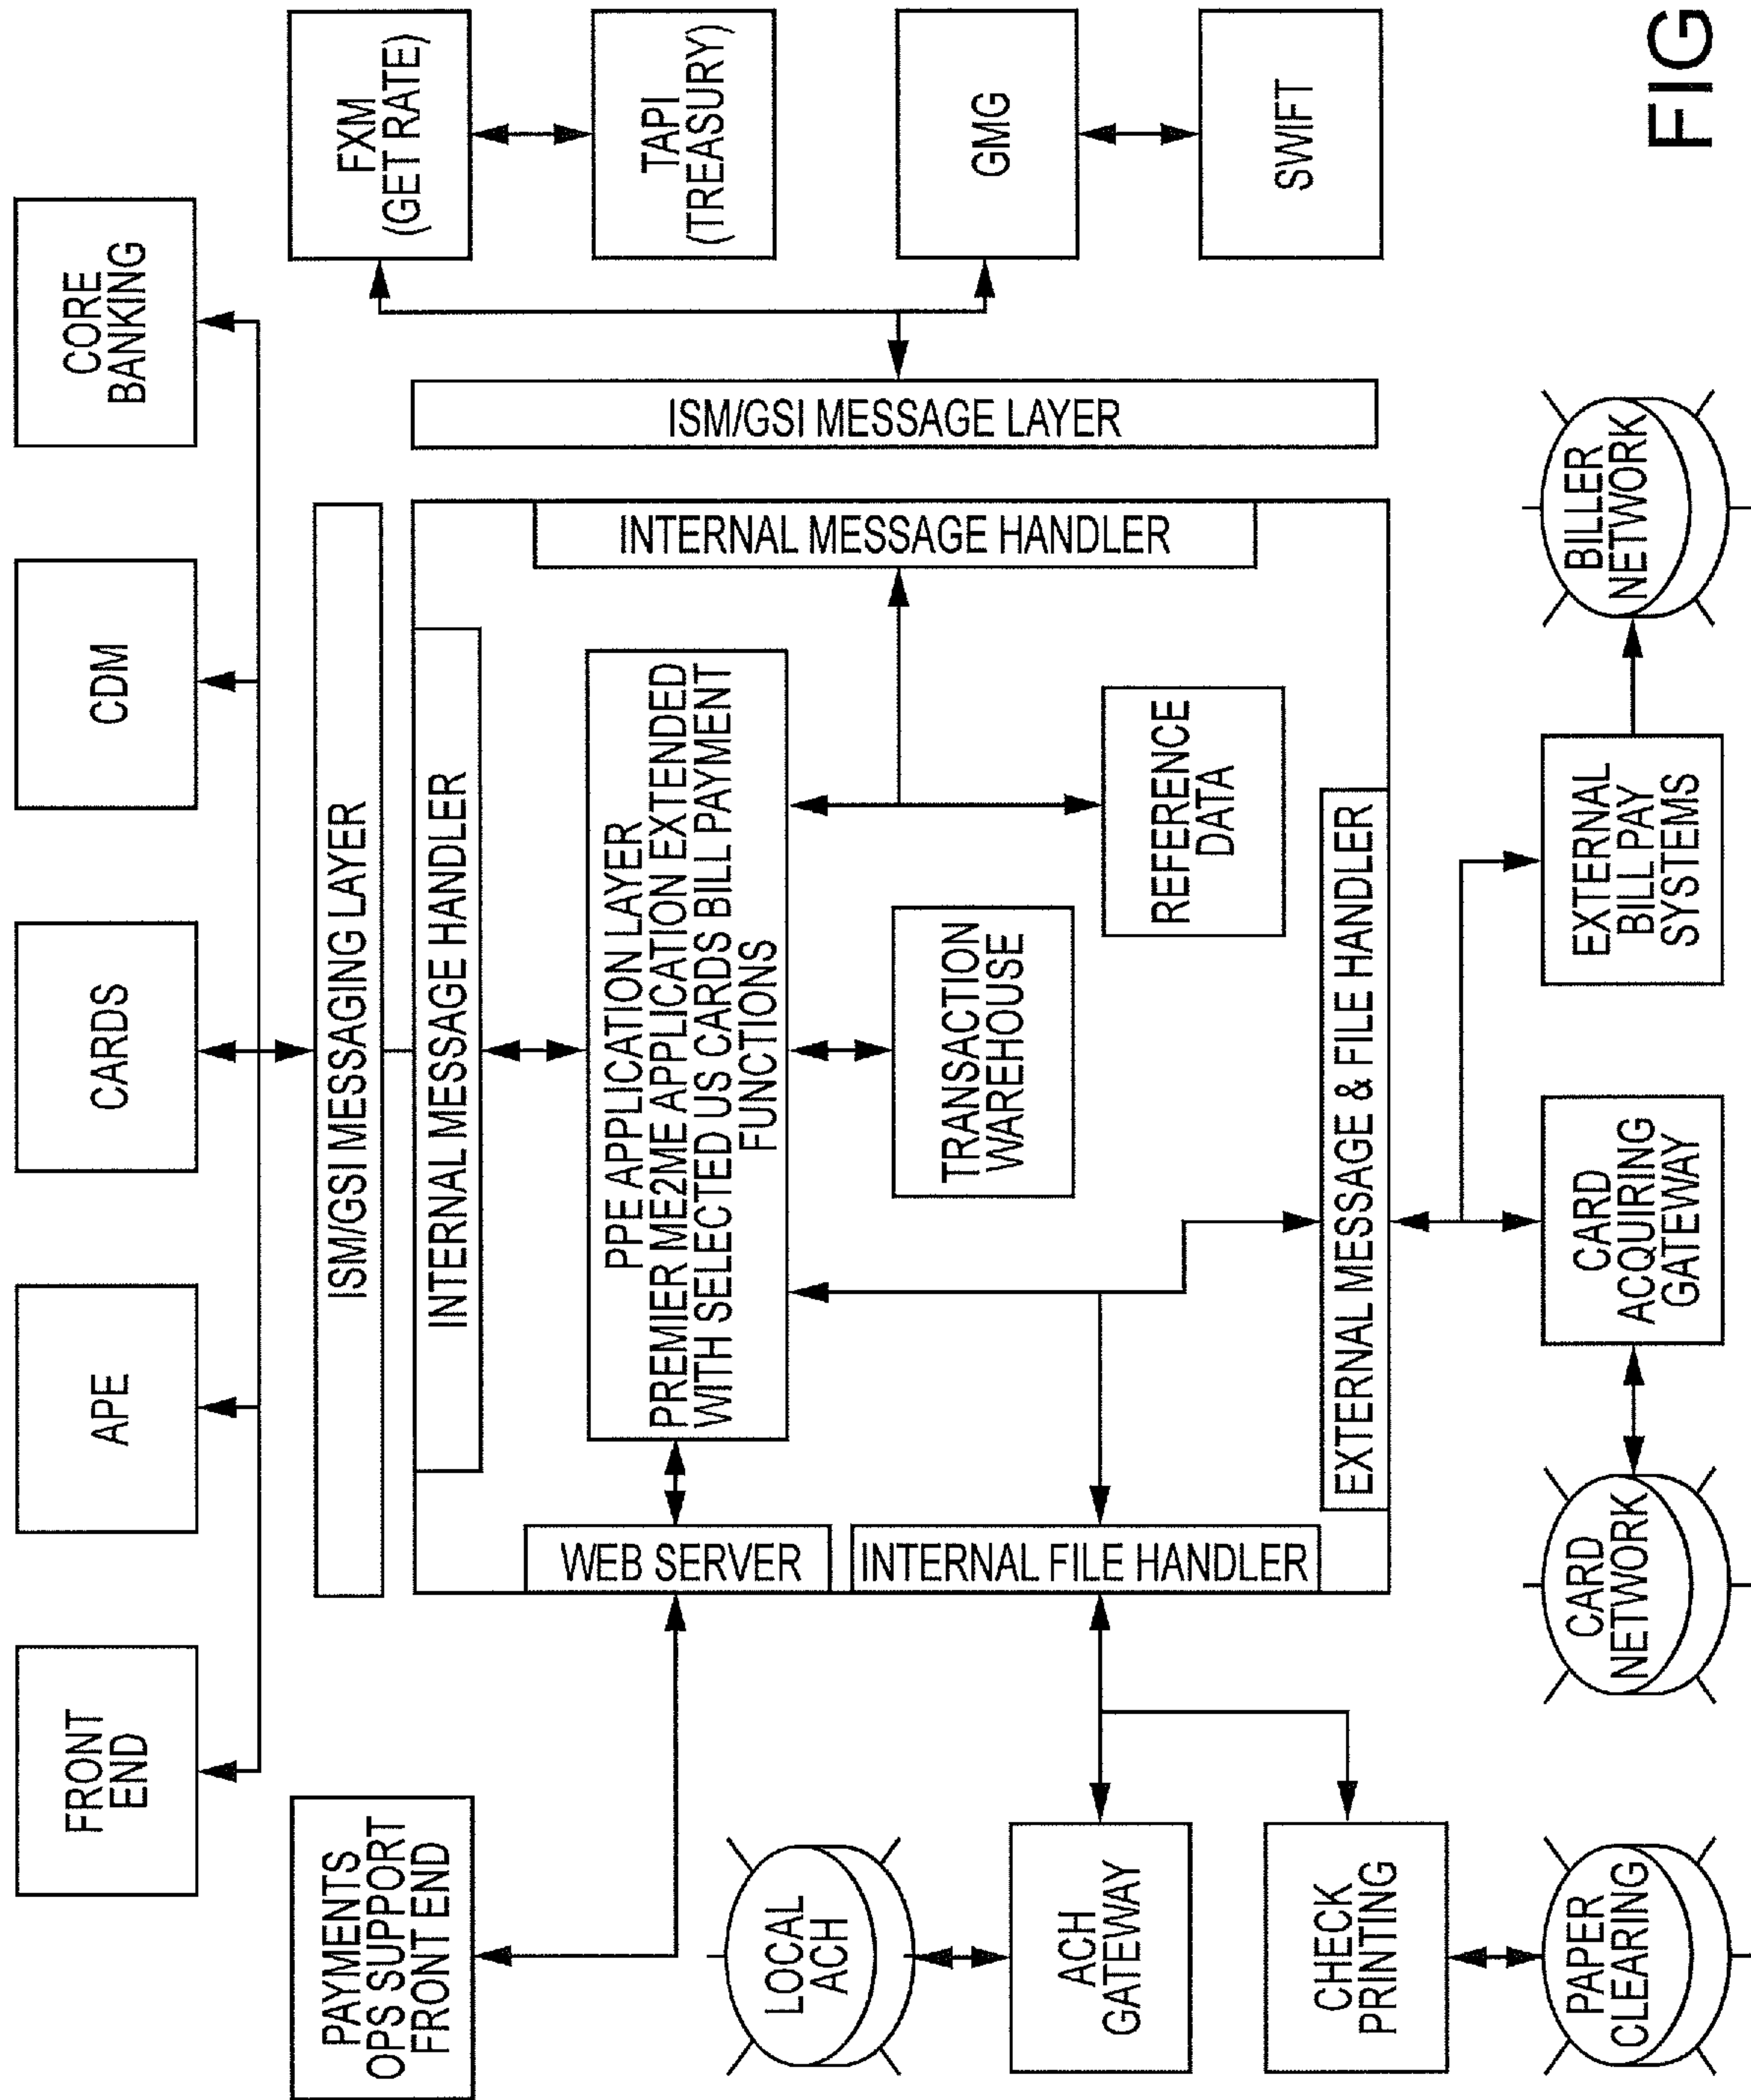 FRONT
END
APE
CARDS
CDM
CORE
BANKING
PAYMENTS
OPS SUPPORT
FRONT END
ISM/GSI MESSAGING LAYER
INTERNAL MESSAGE HANDLER
FXM
(GET RATE)
TAPI
(TREASURY)
GMG
SWIFT
ISM/GSI MESSAGE LAYER
INTERNAL MESSAGE HANDLER
WEB SERVER
PPE APPLICATION LAYER
PREMIER ME2ME APPLICATION EXTENDED
WITH SELECTED US CARDS BILL PAYMENT
FUNCTIONS
LOCAL
ACH
INTERNAL FILE HANDLER
TRANSACTION
WAREHOUSE
REFERENCE
DATA
ACH
GATEWAY
EXTERNAL MESSAGE & FILE HANDLER
CHECK
PRINTING
PAPER
CLEARING
CARD
NETWORK
CARD
ACQUIRING
GATEWAY
EXTERNAL
BILL PAY
SYSTEMS
BILLER
NETWORK
FIG